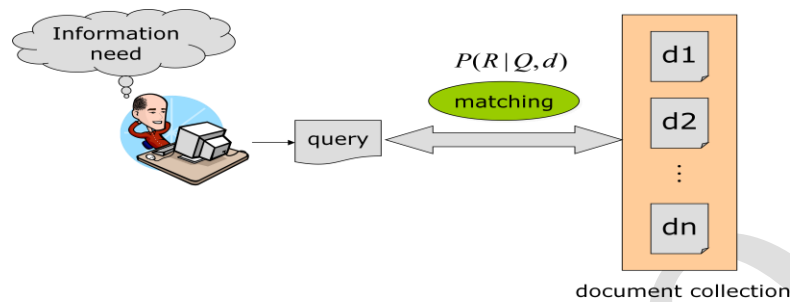 Information
need
P(R | Q, d)
matching
query
d1
d2
⋮
dn
document collection